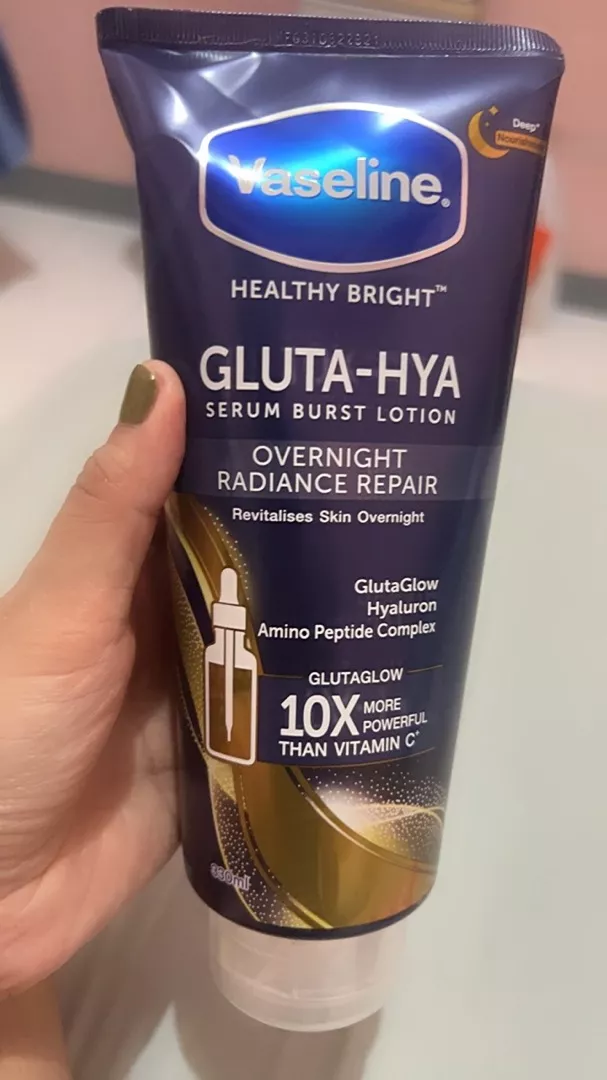 Deep*
Vaseline®
HEALTHY BRIGHT™
GLUTA-HYA
SERUM BURST LOTION
OVERNIGHT
RADIANCE REPAIR
Revitalises Skin Overnight
GlutaGlow
Hyaluron
Amino Peptide Complex
GLUTAGLOW
10X MORE
POWERFUL
THAN VITAMIN C*
330ml